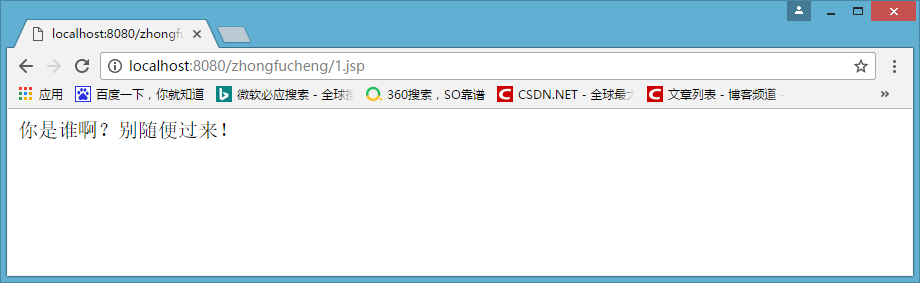 localhost:8080/zhongfu
localhost:8080/zhongfucheng/1.jsp
应用 百度一下，你就知道 微软必应搜索 - 全球搜 360搜索，SO靠谱 CSDN.NET - 全球最大 文章列表 - 博客频道 -
你是谁啊？别随便过来！